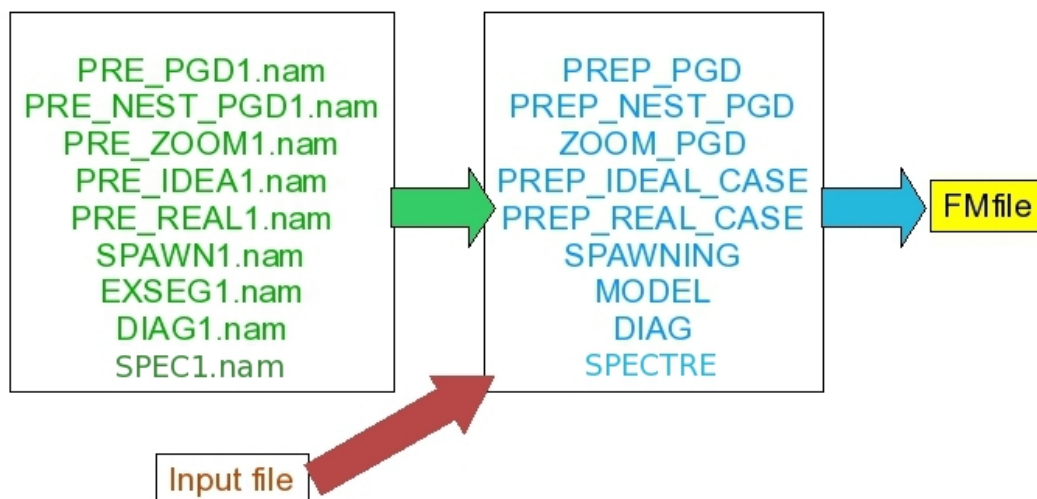 PRE_PGD1.nam
PRE_NEST_PGD1.nam
PRE_ZOOM1.nam
PRE_IDEA1.nam
PRE_REAL1.nam
SPAWN1.nam
EXSEG1.nam
DIAG1.nam
SPEC1.nam
PREP_PGD
PREP_NEST_PGD
ZOOM_PGD
PREP_IDEAL_CASE
PREP_REAL_CASE
SPAWNING
MODEL
DIAG
SPECTRE
FMfile
Input file